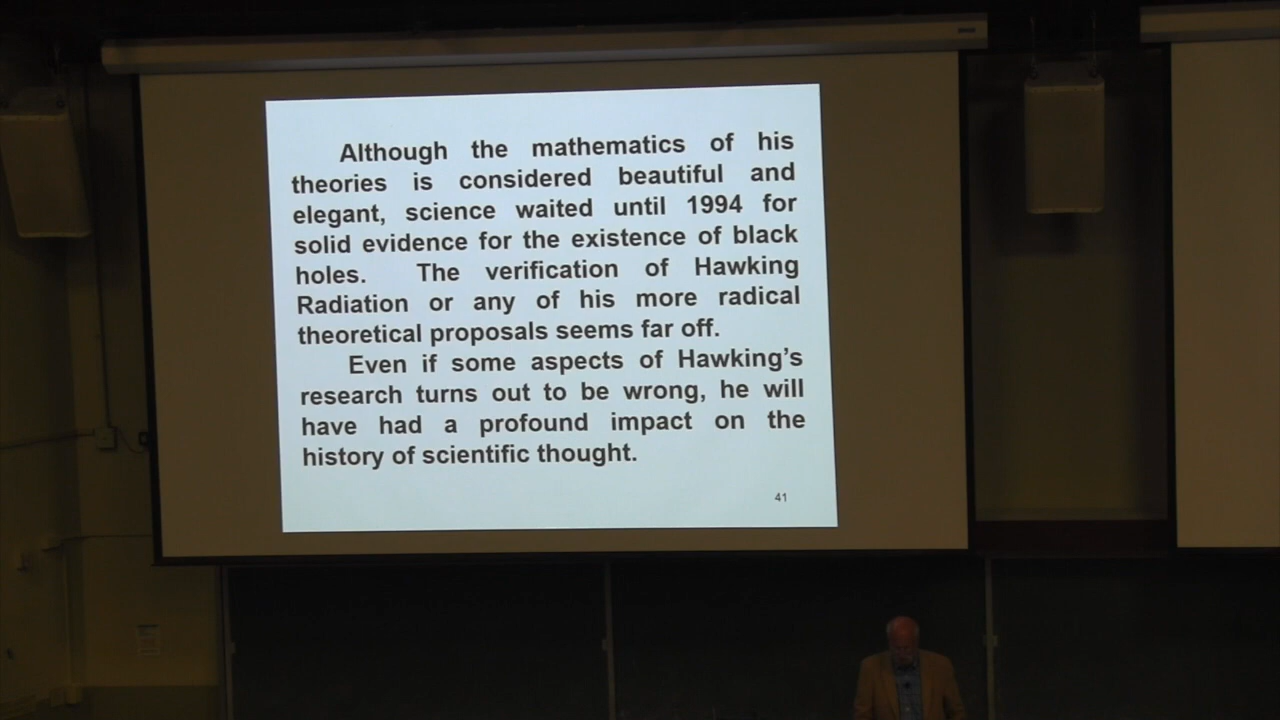 Although the mathematics of his
theories is considered beautiful and
elegant, science waited until 1994 for
solid evidence for the existence of black
holes. The verification of Hawking
Radiation or any of his more radical
theoretical proposals seems far off.
Even if some aspects of Hawking's
research turns out to be wrong, he will
have had a profound impact on the
history of scientific thought.
41